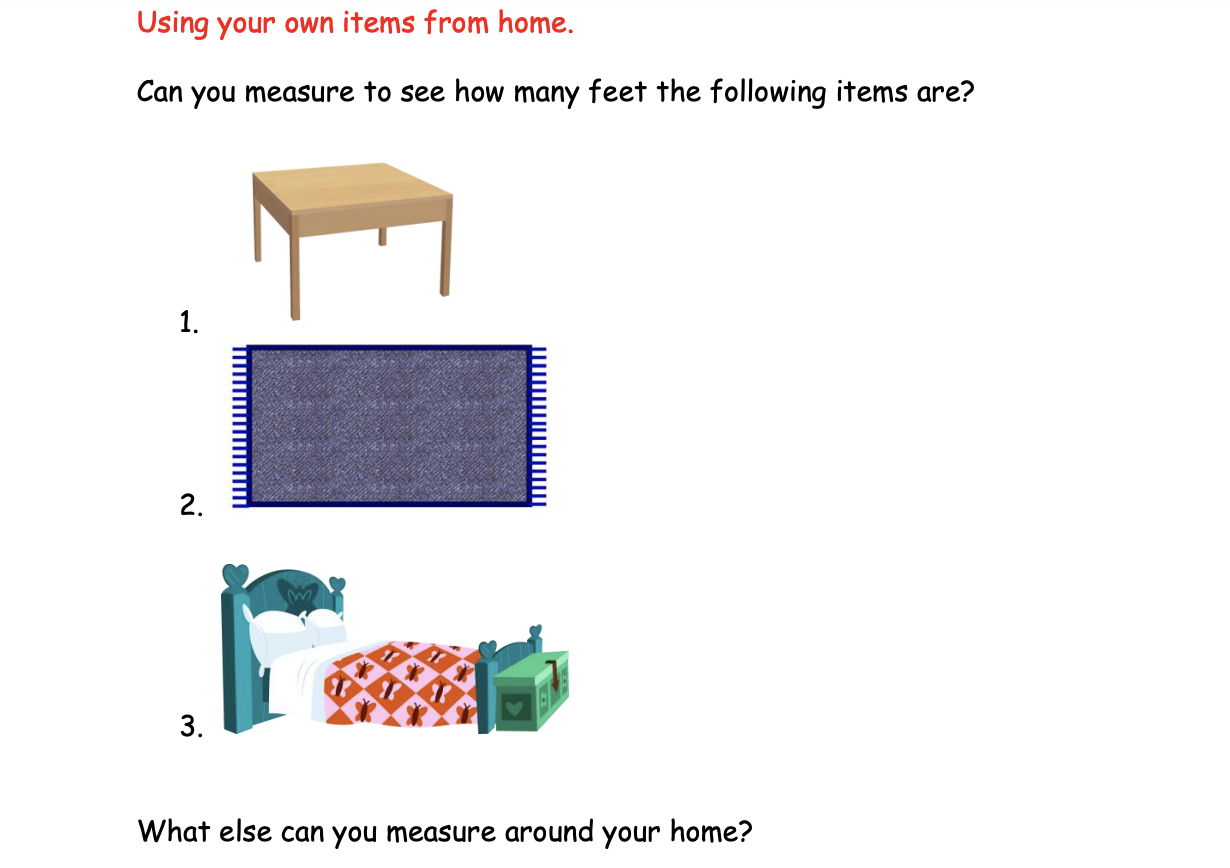 Using your own items from home.
Can you measure to see how many feet the following items are?
1.
2.
3.
What else can you measure around your home?